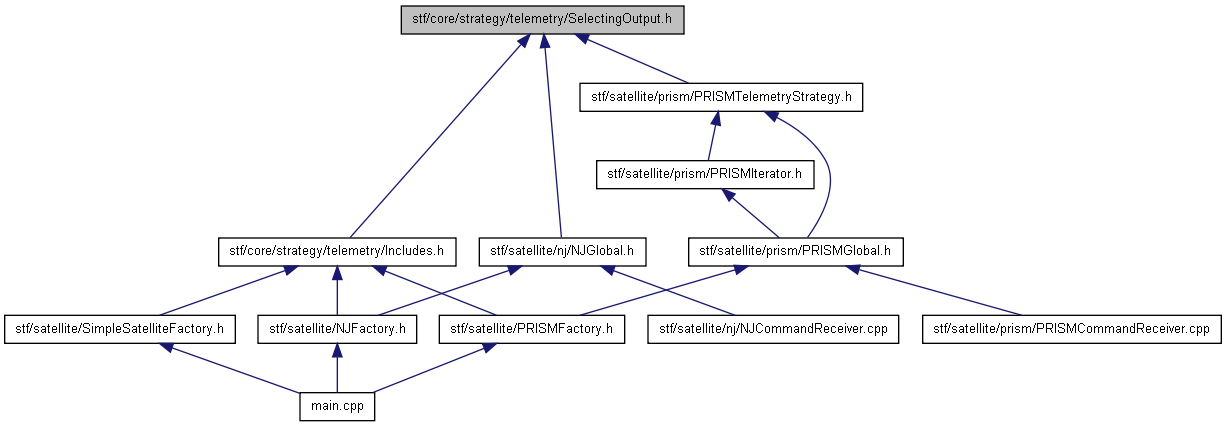 stf/core/strategy/telemetry/SelectingOutput.h
stf/satellite/prism/PRISMTelemetryStrategy.h
stf/satellite/prism/PRISMIterator.h
stf/core/strategy/telemetry/Includes.h
stf/satellite/nj/NJGlobal.h
stf/satellite/prism/PRISMGlobal.h
stf/satellite/SimpleSatelliteFactory.h
stf/satellite/NJFactory.h
stf/satellite/PRISMFactory.h
stf/satellite/nj/NJCommandReceiver.cpp
stf/satellite/prism/PRISMCommandReceiver.cpp
main.cpp